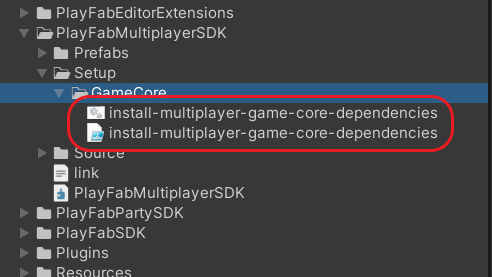 PlayFabEditorExtensions
PlayFabMultiplayerSDK
Prefabs
Setup
GameCore
install-multiplayer-game-core-dependencies
install-multiplayer-game-core-dependencies
Source
link
PlayFabMultiplayerSDK
PlayFabPartySDK
PlayFabSDK
Plugins
Resources